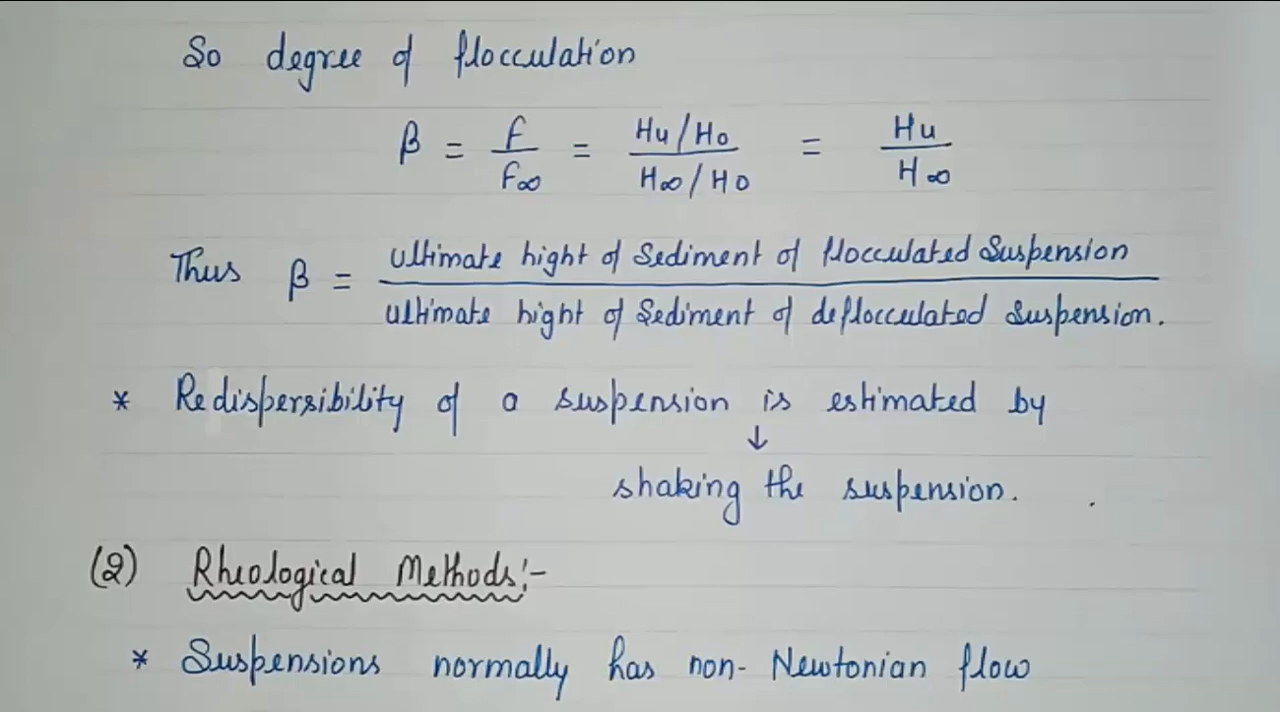 So degree of flocculation
β = F / F∞ = Hu/Ho / H∞/Ho = Hu / H∞
Thus β = ultimate hight of Sediment of flocculated Suspension
ultimate hight of Sediment of deflocculated suspension.
* Redispersibility of a suspension is estimated by
↓
shaking the suspension.
(2) Rheological Methods:-
* Suspensions normally has non-Newtonian flow